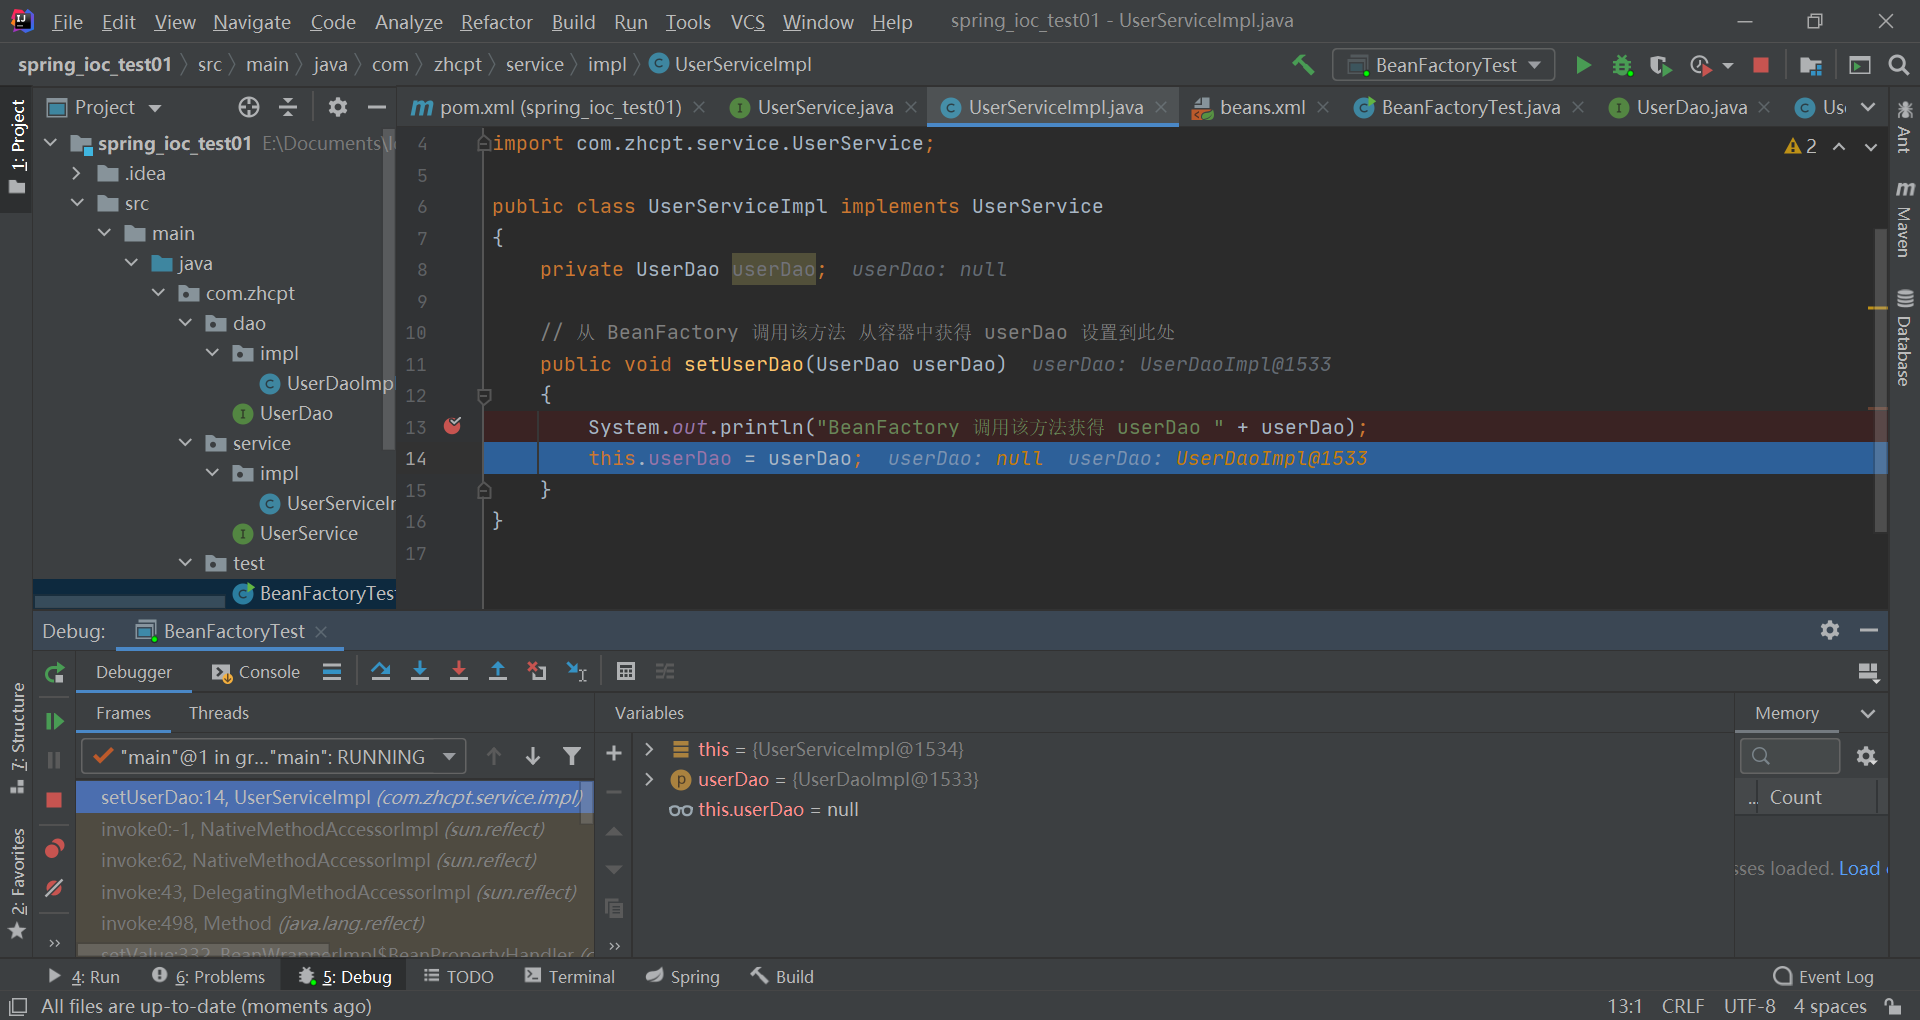 File Edit View Navigate Code Analyze Refactor Build Run Tools VCS Window Help spring_ioc_test01 - UserServiceImpl.java
spring_ioc_test01 src main java com zhcpt service impl UserServiceImpl BeanFactoryTest
Project
pom.xml (spring_ioc_test01) UserService.java UserServiceImpl.java beans.xml BeanFactoryTest.java UserDao.java Us
1: Project
spring_ioc_test01 E:\Documents\I
.idea
src
main
java
com.zhcpt
dao
impl
UserDaoImp
UserDao
service
impl
UserServiceI
UserService
test
BeanFactoryTes
4 import com.zhcpt.service.UserService;
2
5
6 public class UserServiceImpl implements UserService
7 {
8 private UserDao userDao; userDao: null
9
10 // 从 BeanFactory 调用该方法 从容器中获得 userDao 设置到此处
11 public void setUserDao(UserDao userDao) userDao: UserDaoImpl@1533
12 {
13 System.out.println("BeanFactory 调用该方法获得 userDao " + userDao);
14 this.userDao = userDao; userDao: null userDao: UserDaoImpl@1533
15 }
16 }
17
Ant
Maven
Database
Debug: BeanFactoryTest
Debugger Console
Frames Threads Variables Memory
"main"@1 in gr..."main": RUNNING
setUserDao:14, UserServiceImpl (com.zhcpt.service.impl)
invoke0:-1, NativeMethodAccessorImpl (sun.reflect)
invoke:62, NativeMethodAccessorImpl (sun.reflect)
invoke:43, DelegatingMethodAccessorImpl (sun.reflect)
invoke:498, Method (java.lang.reflect)
setValue:332, BeanWrapperImpl$BeanPropertyHandler (o
this = {UserServiceImpl@1534}
userDao = {UserDaoImpl@1533}
this.userDao = null
... Count
sses loaded. Load
7: Structure
2: Favorites
4: Run 6: Problems 5: Debug TODO Terminal Spring Build Event Log
All files are up-to-date (moments ago) 13:1 CRLF UTF-8 4 spaces